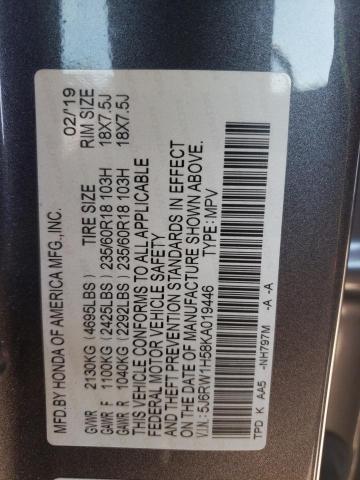 MFD.BY HONDA OF AMERICA MFG.,INC. 02/'19
TIRE SIZE RIM SIZE
GVWR 2130KG (4695LBS)
GAWR F 1100KG (2425LBS) 235/60R18 103H 18X7.5J
GAWR R 1040KG (2292LBS) 235/60R18 103H 18X7.5J
THIS VEHICLE CONFORMS TO ALL APPLICABLE
FEDERAL MOTOR VEHICLE SAFETY
AND THEFT PREVENTION STANDARDS IN EFFECT
ON THE DATE OF MANUFACTURE SHOWN ABOVE.
V.I.N.: 5J6RW1H58KA019446 TYPE: MPV
TPD K AA5 -NH797M -A -A